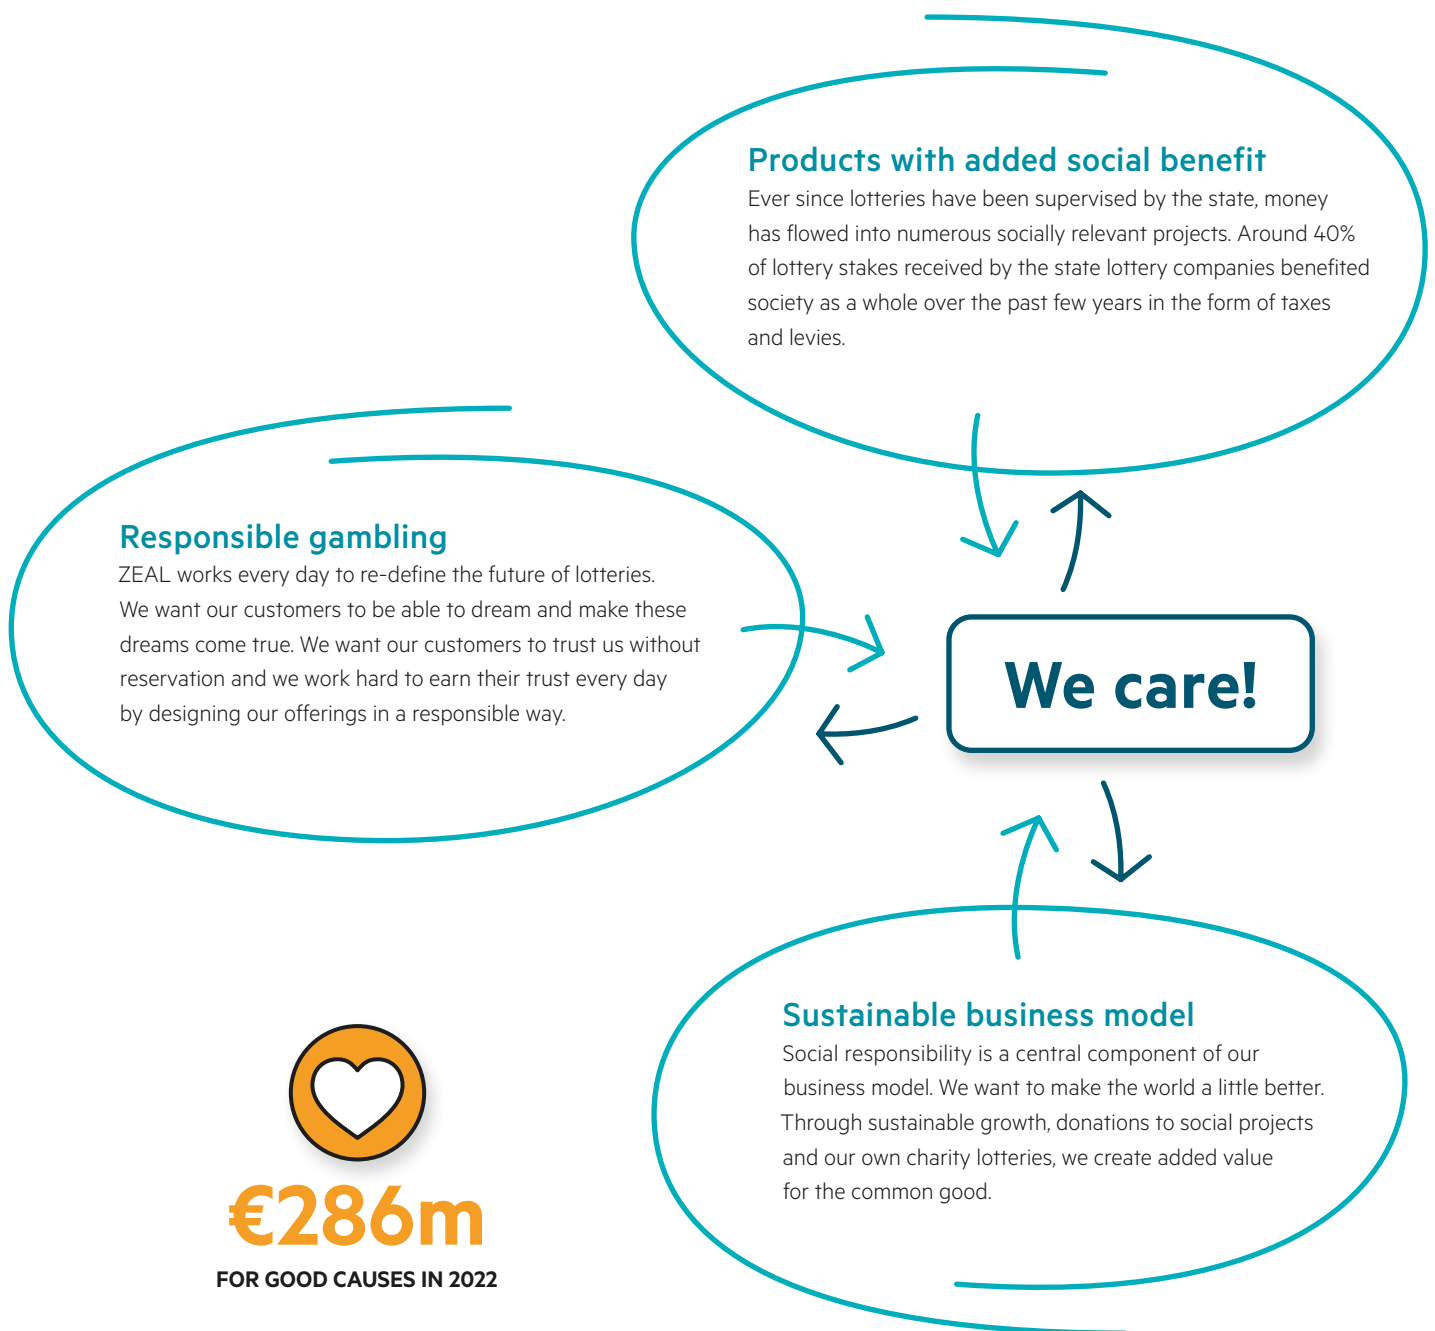 Products with added social benefit
Ever since lotteries have been supervised by the state, money
has flowed into numerous socially relevant projects. Around 40%
of lottery stakes received by the state lottery companies benefited
society as a whole over the past few years in the form of taxes
and levies.
Responsible gambling
ZEAL works every day to re-define the future of lotteries.
We want our customers to be able to dream and make these
dreams come true. We want our customers to trust us without
reservation and we work hard to earn their trust every day
by designing our offerings in a responsible way.
We care!
Sustainable business model
Social responsibility is a central component of our
business model. We want to make the world a little better.
Through sustainable growth, donations to social projects
and our own charity lotteries, we create added value
for the common good.
€286m
FOR GOOD CAUSES IN 2022